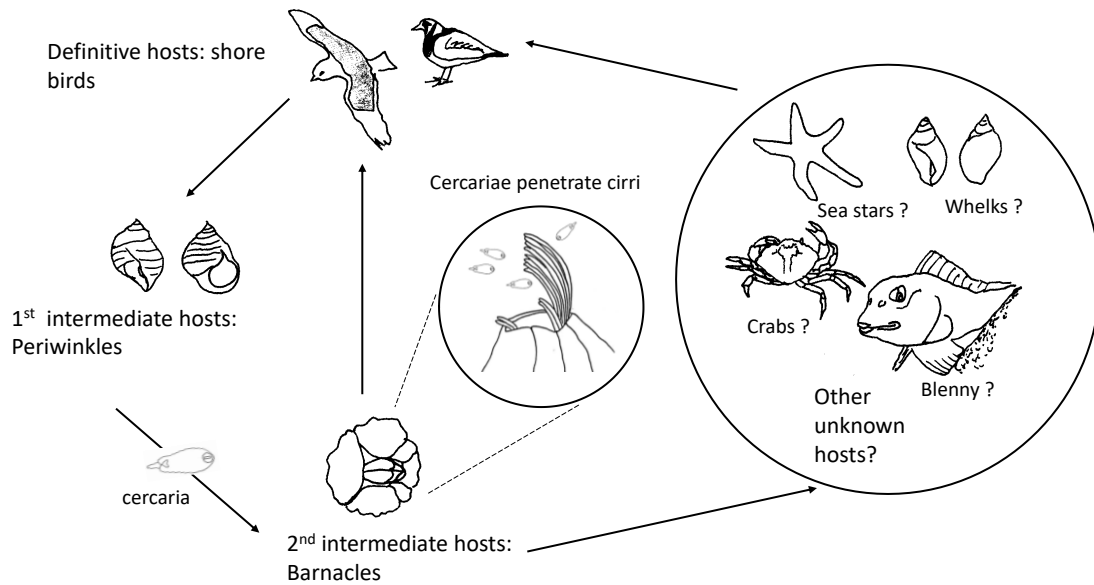 Definitive hosts: shore
birds
Cercariae penetrate cirri
Sea stars ?
Whelks ?
1st intermediate hosts:
Periwinkles
Crabs ?
Blenny ?
Other
unknown
hosts?
cercaria
2nd intermediate hosts:
Barnacles